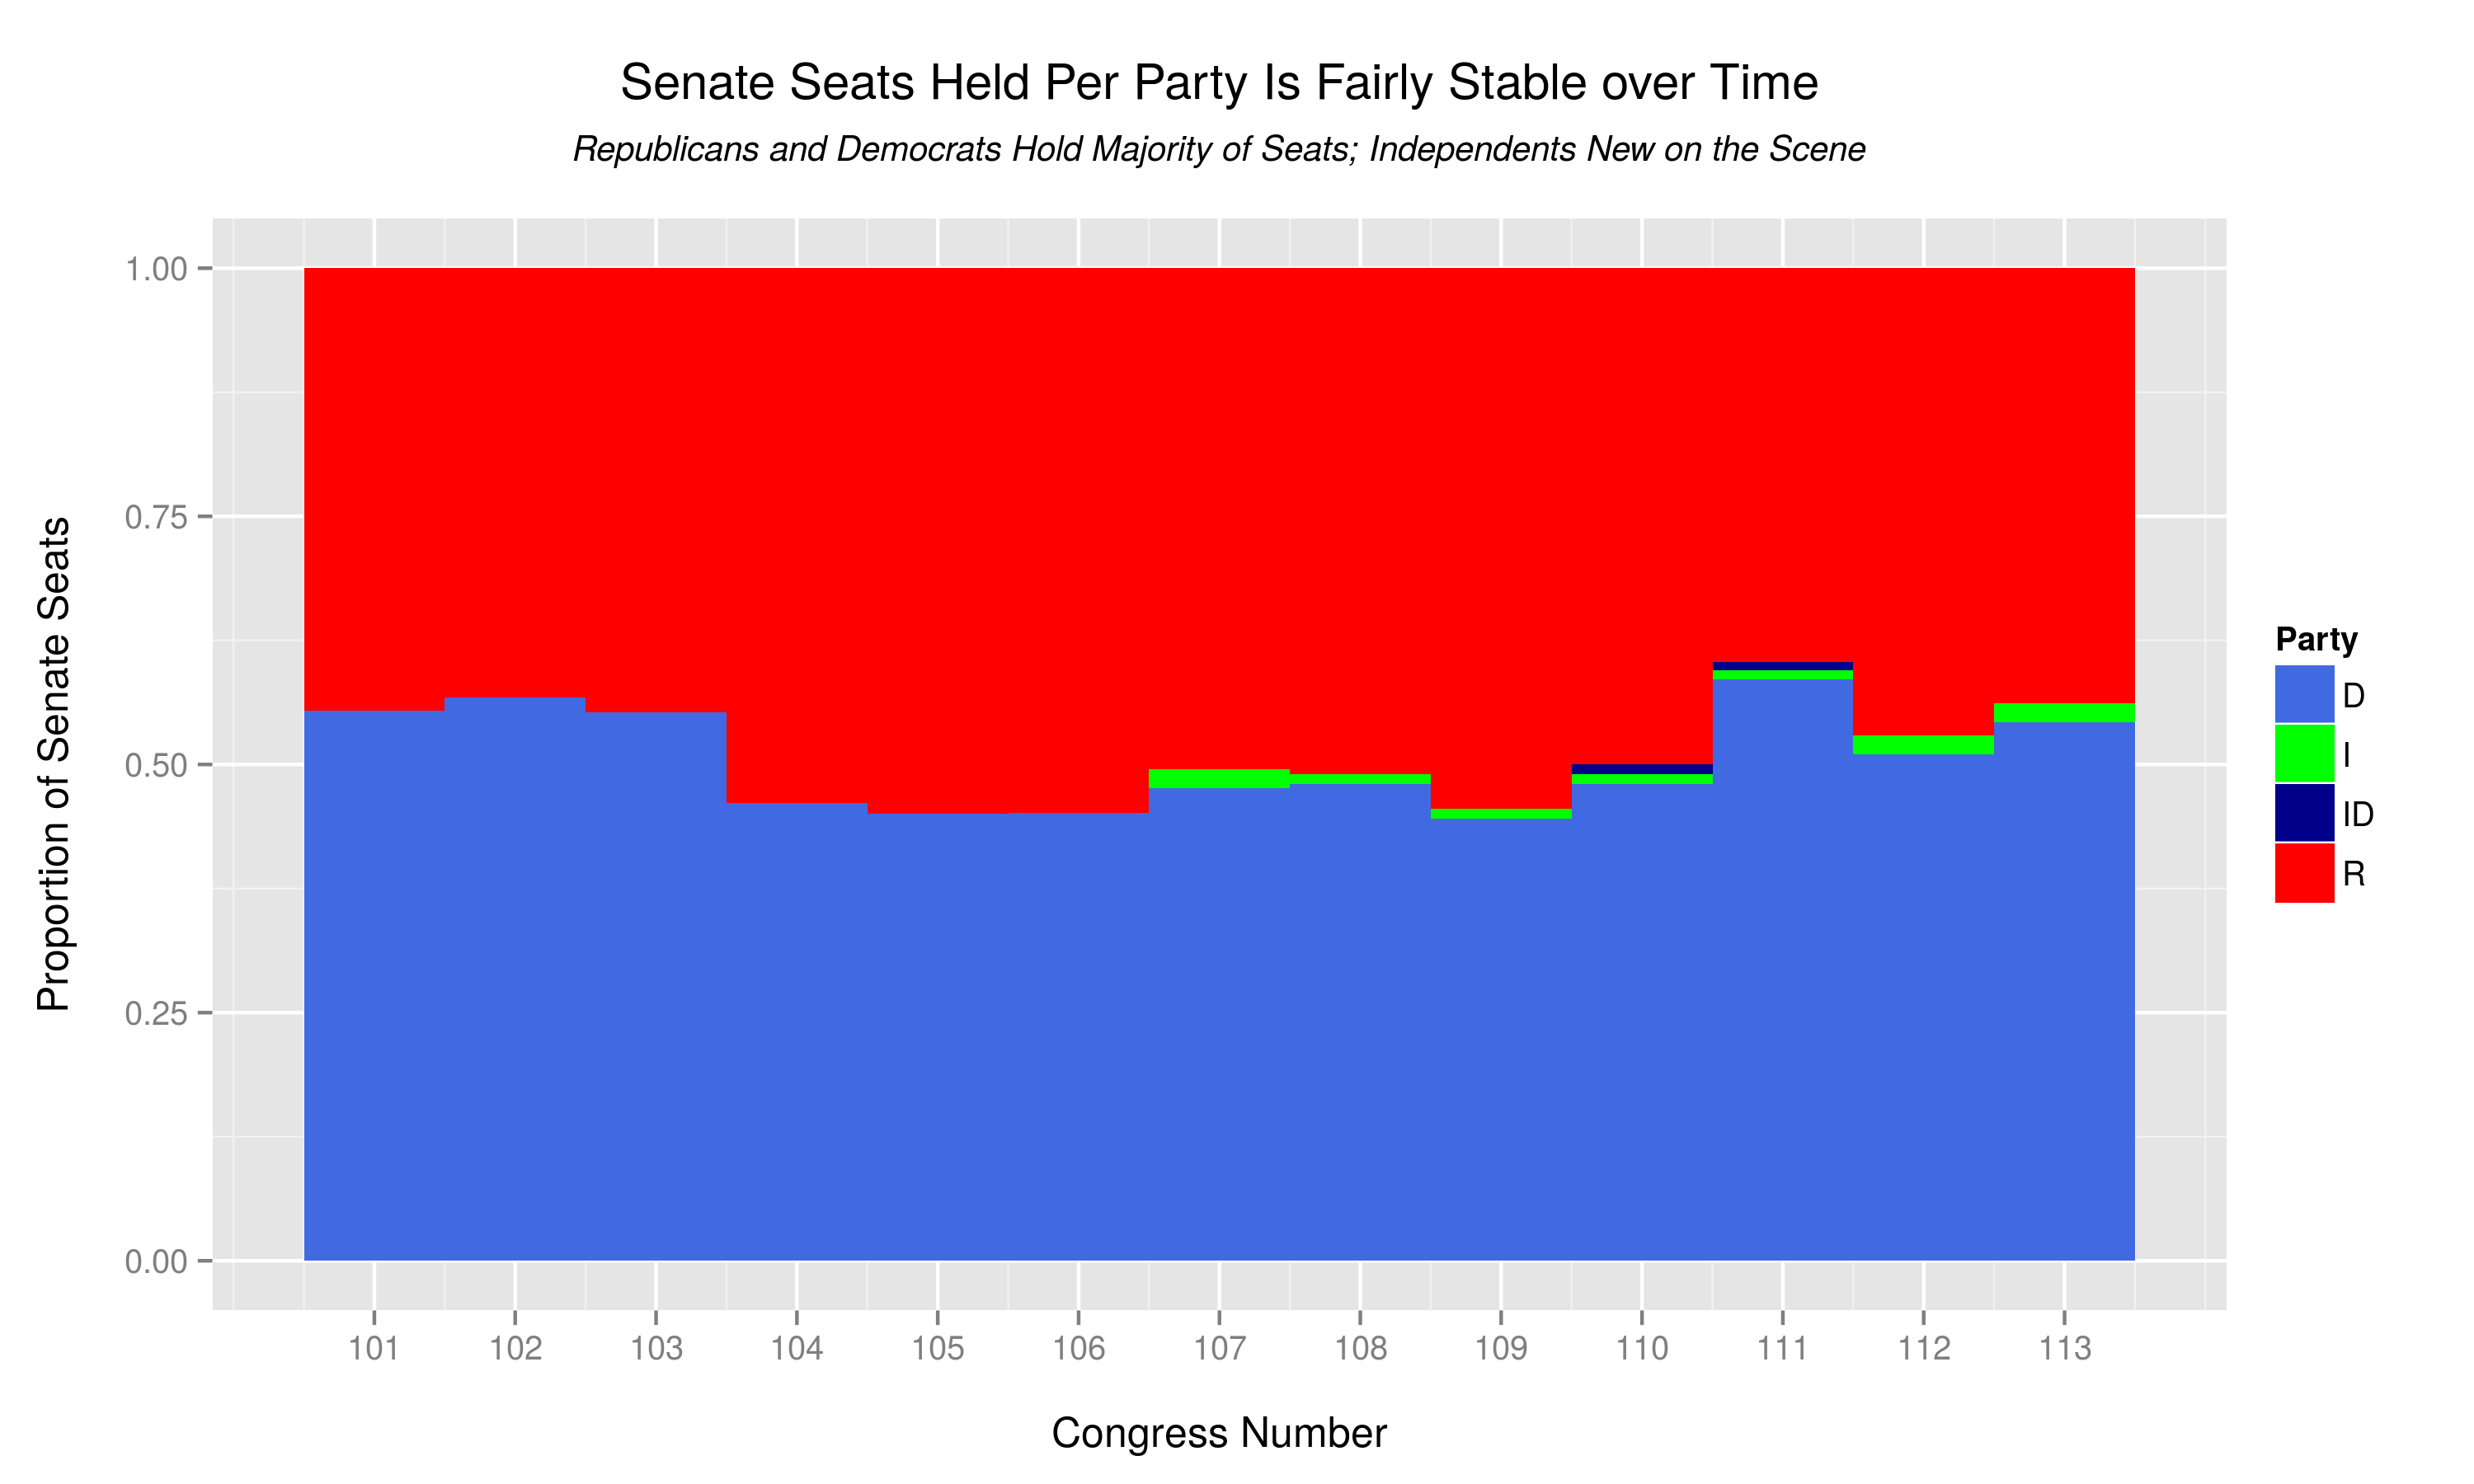 Senate Seats Held Per Party Is Fairly Stable over Time
Republicans and Democrats Hold Majority of Seats; Independents New on the Scene
Proportion of Senate Seats
1.00
0.75
0.50
0.25
0.00
101 102 103 104 105 106 107 108 109 110 111 112 113
Congress Number
Party
D
I
ID
R